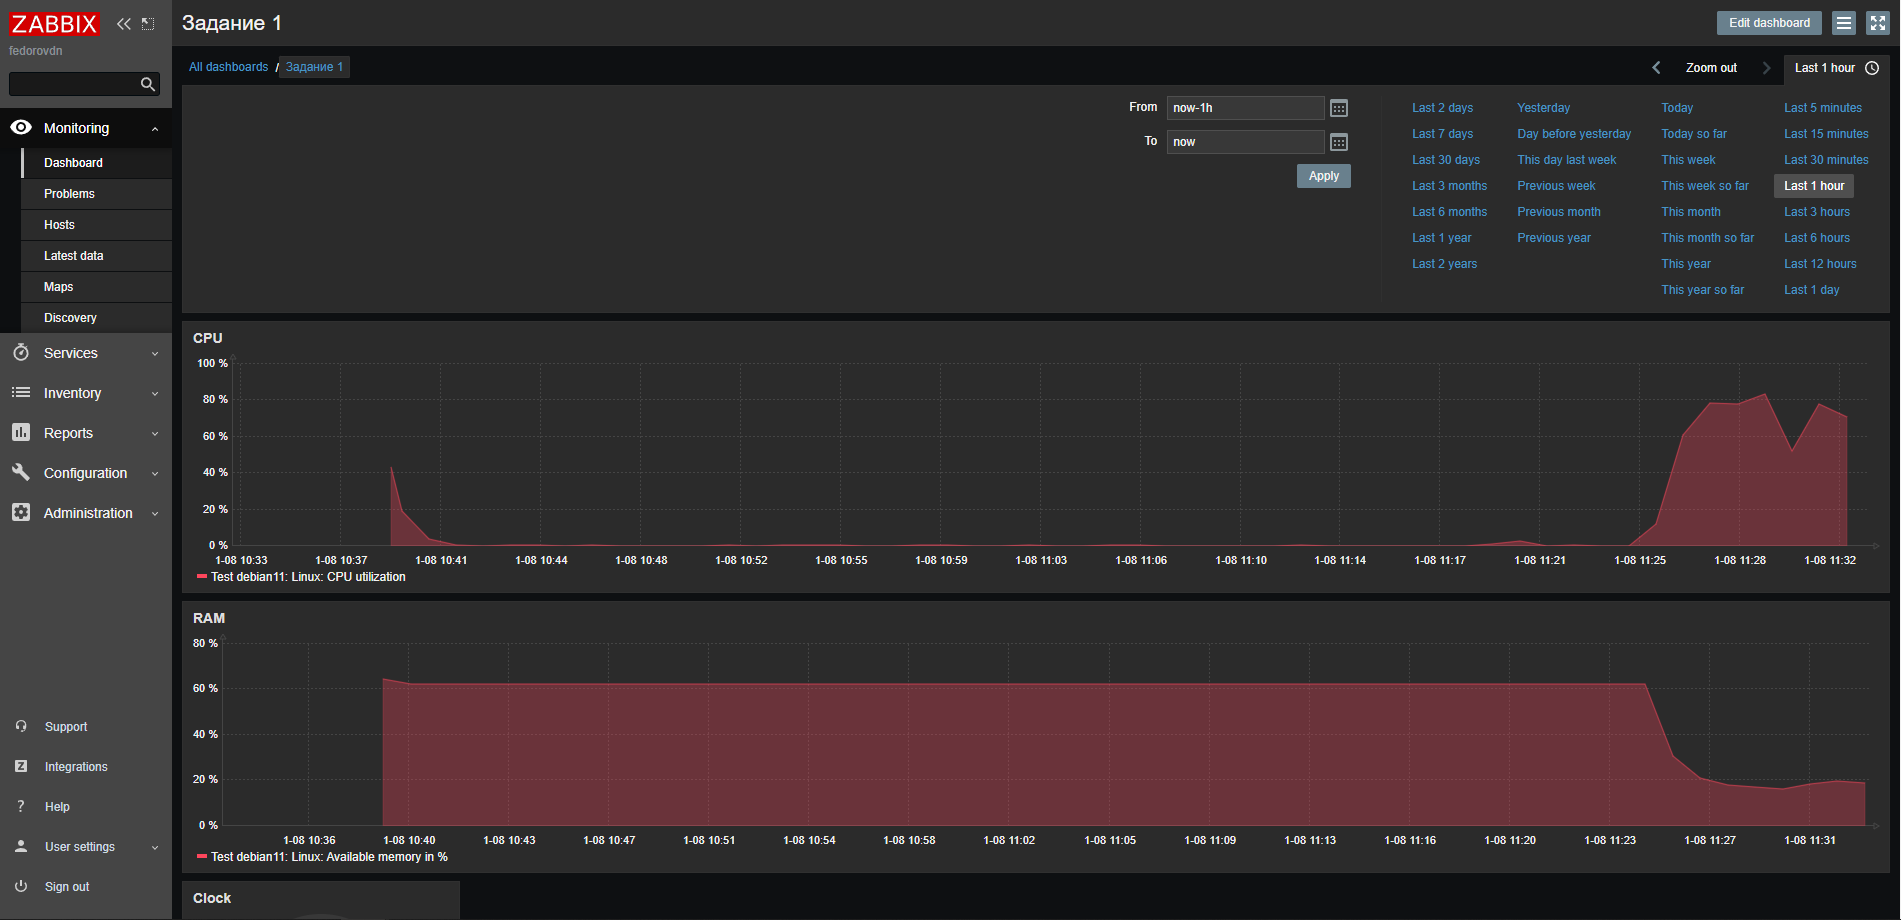 ZABBIX
fedorovdn
Monitoring
Dashboard
Problems
Hosts
Latest data
Maps
Discovery
Services
Inventory
Reports
Configuration
Administration
Support
Integrations
Help
User settings
Sign out
Задание 1
Edit dashboard
All dashboards / Задание 1
Zoom out
Last 1 hour
From now-1h
To now
Apply
Last 2 days Yesterday Today Last 5 minutes
Last 7 days Day before yesterday Today so far Last 15 minutes
Last 30 days This day last week This week Last 30 minutes
Last 3 months Previous week This week so far Last 1 hour
Last 6 months Previous month This month Last 3 hours
Last 1 year Previous year This month so far Last 6 hours
Last 2 years This year Last 12 hours
This year so far Last 1 day
CPU
100 %
80 %
60 %
40 %
20 %
0 %
1-08 10:33 1-08 10:37 1-08 10:41 1-08 10:44 1-08 10:48 1-08 10:52 1-08 10:55 1-08 10:59 1-08 11:03 1-08 11:06 1-08 11:10 1-08 11:14 1-08 11:17 1-08 11:21 1-08 11:25 1-08 11:28 1-08 11:32
Test debian11: Linux: CPU utilization
RAM
80 %
60 %
40 %
20 %
0 %
1-08 10:36 1-08 10:40 1-08 10:43 1-08 10:47 1-08 10:51 1-08 10:54 1-08 10:58 1-08 11:02 1-08 11:05 1-08 11:09 1-08 11:13 1-08 11:16 1-08 11:20 1-08 11:23 1-08 11:27 1-08 11:31
Test debian11: Linux: Available memory in %
Clock